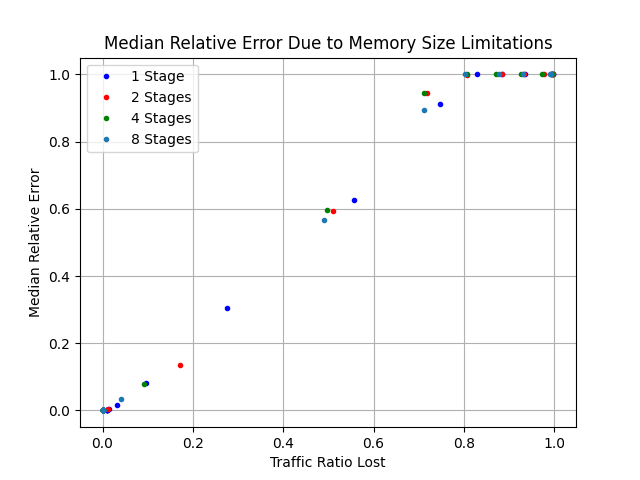 Median Relative Error Due to Memory Size Limitations
1 Stage
2 Stages
4 Stages
8 Stages
1.0
0.8
0.6
0.4
0.2
0.0
Median Relative Error
0.0 0.2 0.4 0.6 0.8 1.0
Traffic Ratio Lost